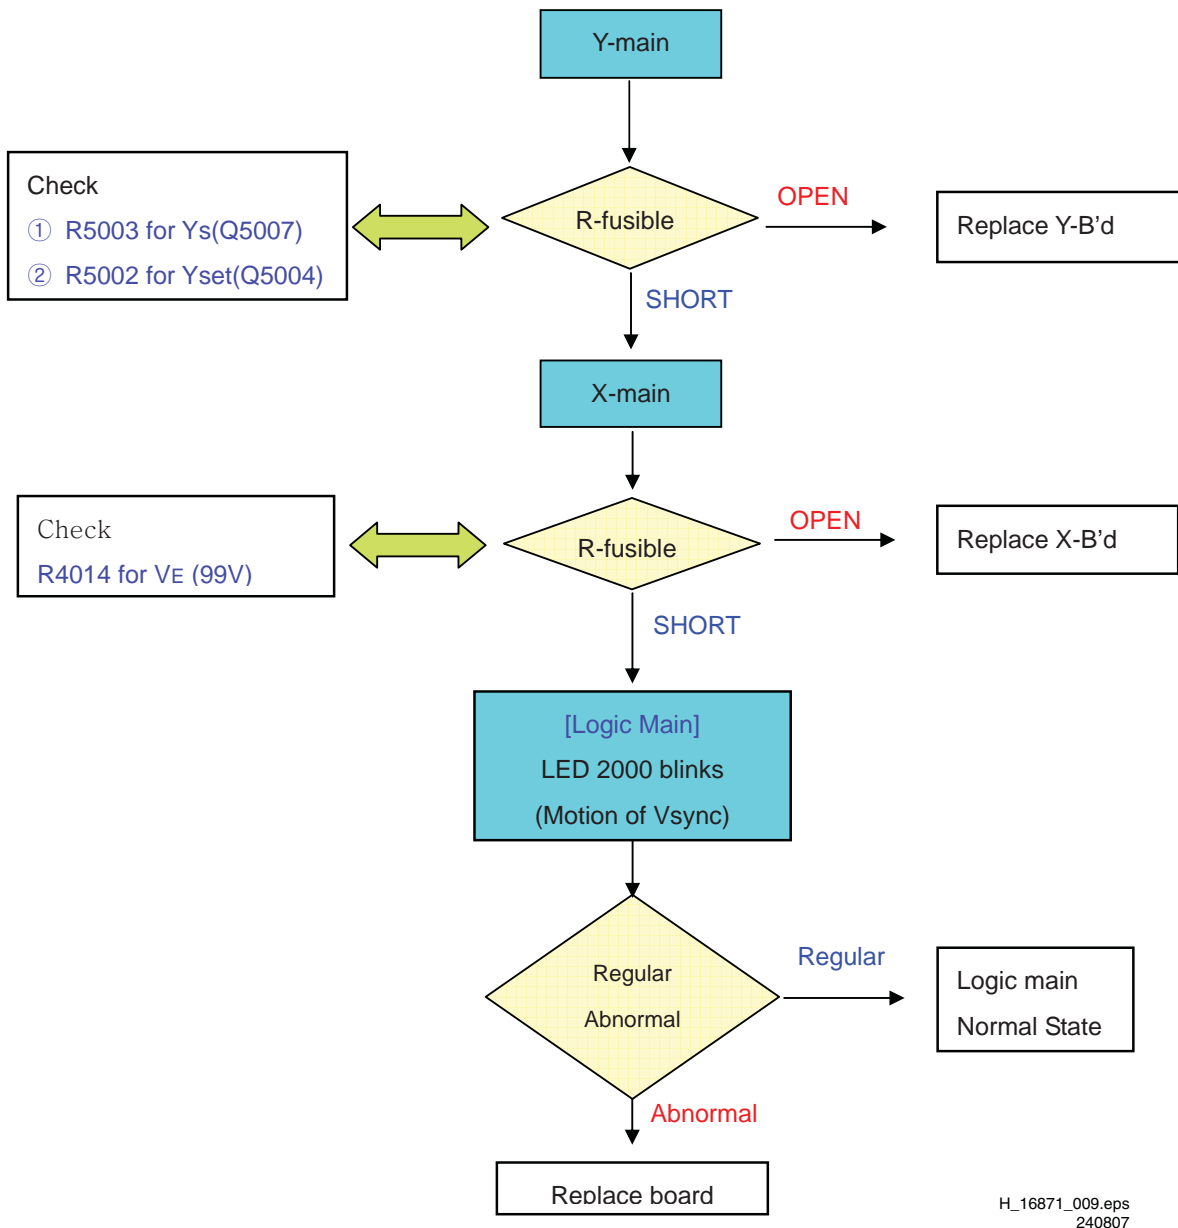 Y-main
Check
① R5003 for Ys(Q5007)
② R5002 for Yset(Q5004)
R-fusible
OPEN
Replace Y-B’d
SHORT
X-main
Check
R4014 for VE (99V)
R-fusible
OPEN
Replace X-B’d
SHORT
[Logic Main]
LED 2000 blinks
(Motion of Vsync)
Regular
Abnormal
Regular
Logic main
Normal State
Abnormal
Replace board
H_16871_009.eps
240807